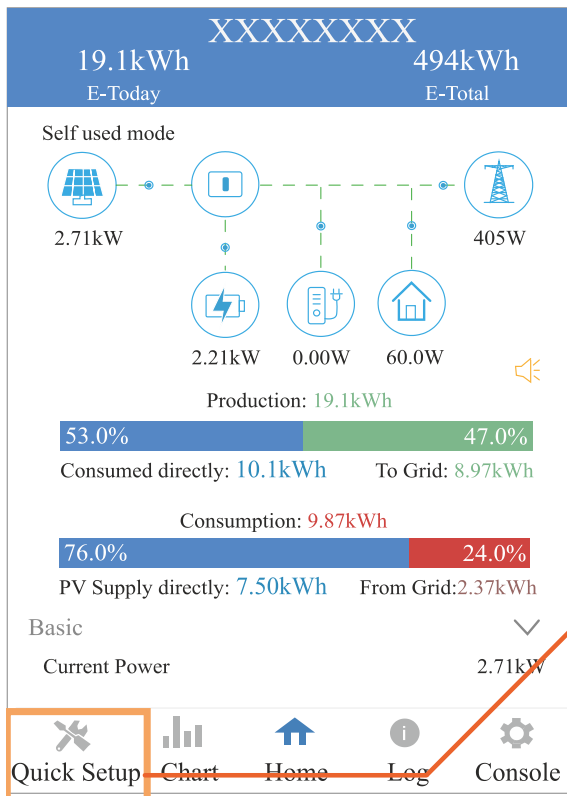 XXXXXXXX
19.1kWh 494kWh
E-Today E-Total
Self used mode
2.71kW 405W
2.21kW 0.00W 60.0W
Production: 19.1kWh
53.0% 47.0%
Consumed directly: 10.1kWh To Grid: 8.97kWh
Consumption: 9.87kWh
76.0% 24.0%
PV Supply directly: 7.50kWh From Grid:2.37kWh
Basic
Current Power 2.71kW
Quick Setup Chart Home Log Console